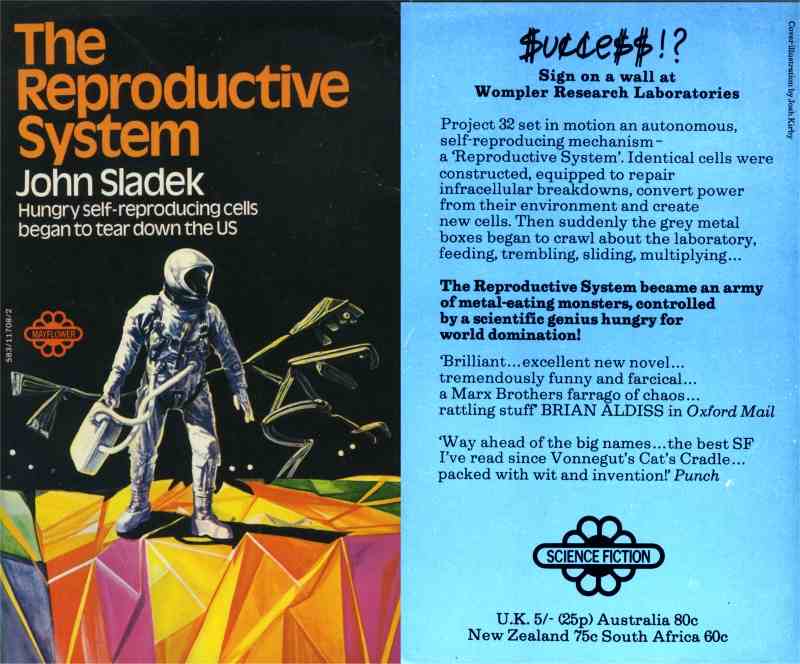 The
Reproductive
System
John Sladek
Hungry self-reproducing cells
began to tear down the US
MAYFLOWER
583/11708/2
$ucce$$!?
Sign on a wall at
Wompler Research Laboratories
Project 32 set in motion an autonomous,
self-reproducing mechanism–
a 'Reproductive System'. Identical cells were
constructed, equipped to repair
infracellular breakdowns, convert power
from their environment and create
new cells. Then suddenly the grey metal
boxes began to crawl about the laboratory,
feeding, trembling, sliding, multiplying...
The Reproductive System became an army
of metal-eating monsters, controlled
by a scientific genius hungry for
world domination!
'Brilliant...excellent new novel...
tremendously funny and farcical...
a Marx Brothers farrago of chaos...
rattling stuff' BRIAN ALDISS in Oxford Mail
'Way ahead of the big names...the best SF
I've read since Vonnegut's Cat's Cradle...
packed with wit and invention!' Punch
SCIENCE FICTION
U.K. 5/- (25p) Australia 80c
New Zealand 75c South Africa 60c
Cover illustration by Josh Kirby